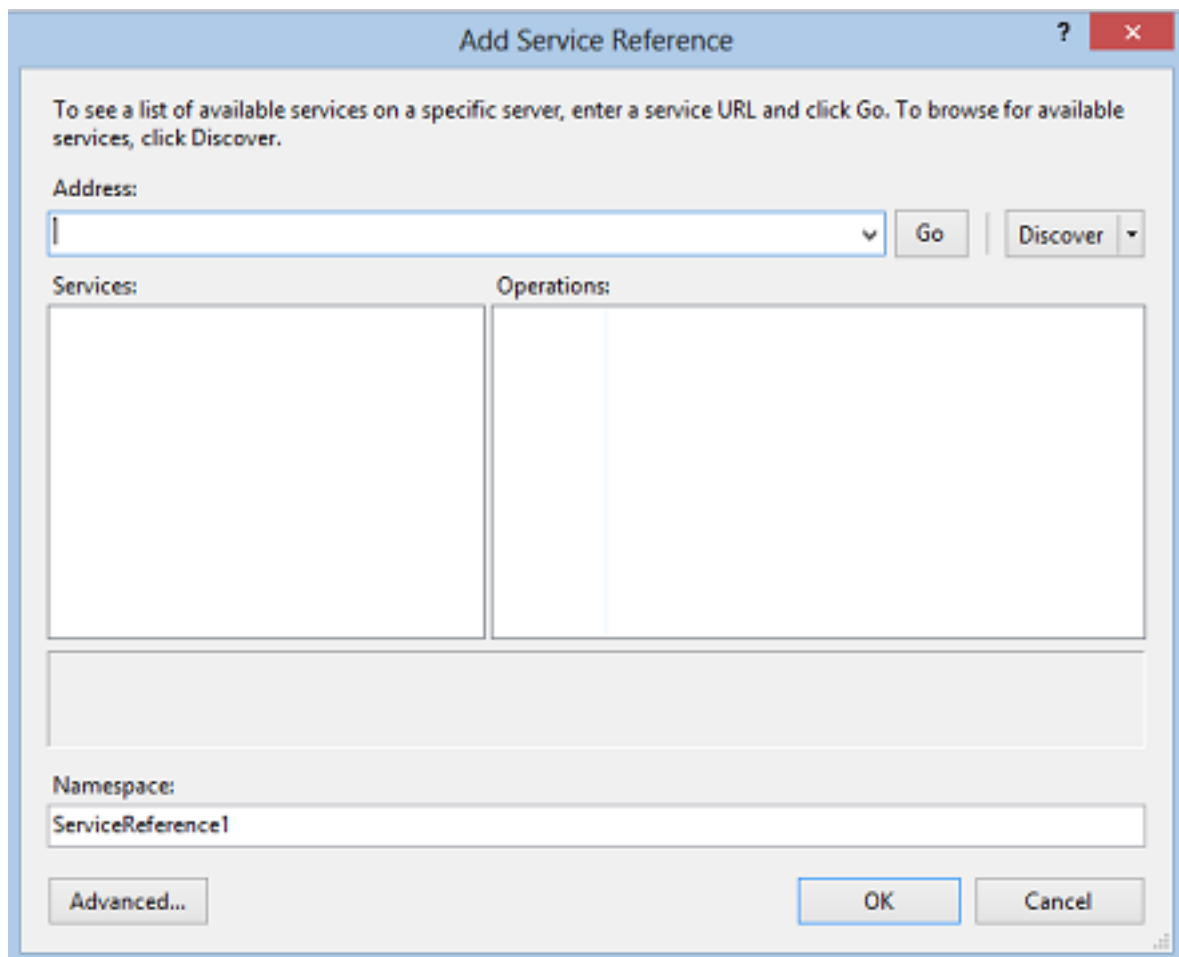 Add Service Reference
?
To see a list of available services on a specific server, enter a service URL and click Go. To browse for available
services, click Discover.
Address:
Go
Discover
Services:
Operations:
Namespace:
ServiceReference1
Advanced...
OK
Cancel